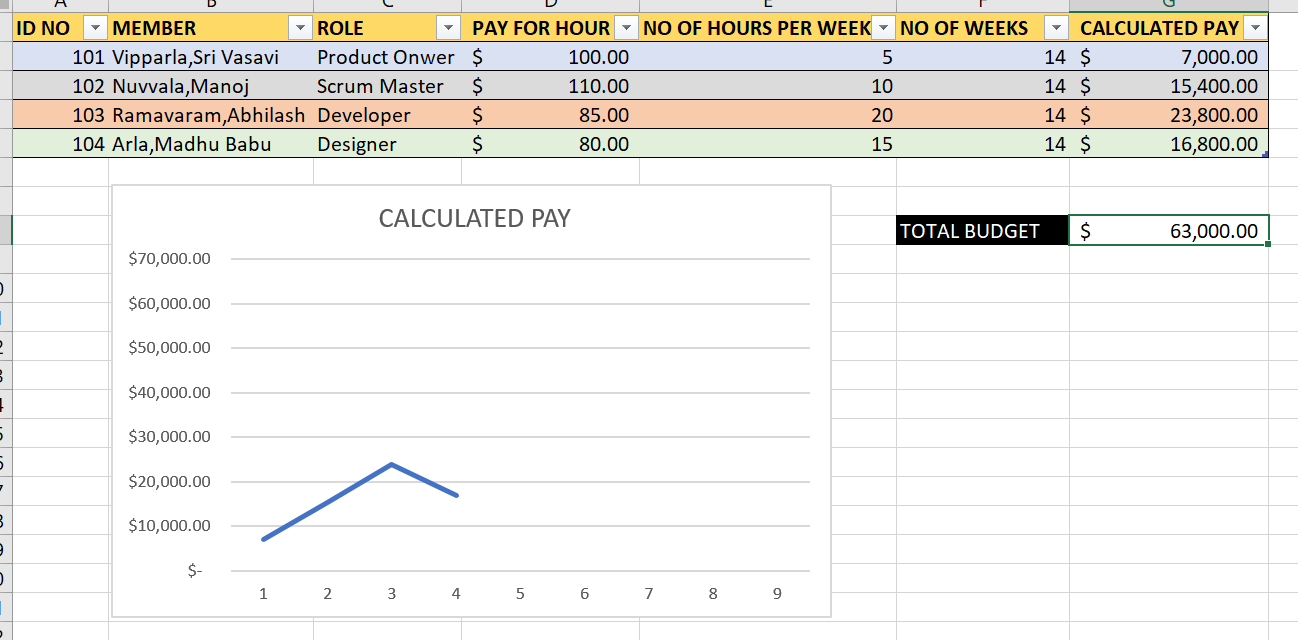 A B C D E F G
ID NO MEMBER ROLE PAY FOR HOUR NO OF HOURS PER WEEK NO OF WEEKS CALCULATED PAY
101 Vipparla,Sri Vasavi Product Onwer $ 100.00 5 14 $ 7,000.00
102 Nuvvala,Manoj Scrum Master $ 110.00 10 14 $ 15,400.00
103 Ramavaram,Abhilash Developer $ 85.00 20 14 $ 23,800.00
104 Arla,Madhu Babu Designer $ 80.00 15 14 $ 16,800.00
TOTAL BUDGET $ 63,000.00
CALCULATED PAY
$70,000.00
$60,000.00
$50,000.00
$40,000.00
$30,000.00
$20,000.00
$10,000.00
$-
1 2 3 4 5 6 7 8 9